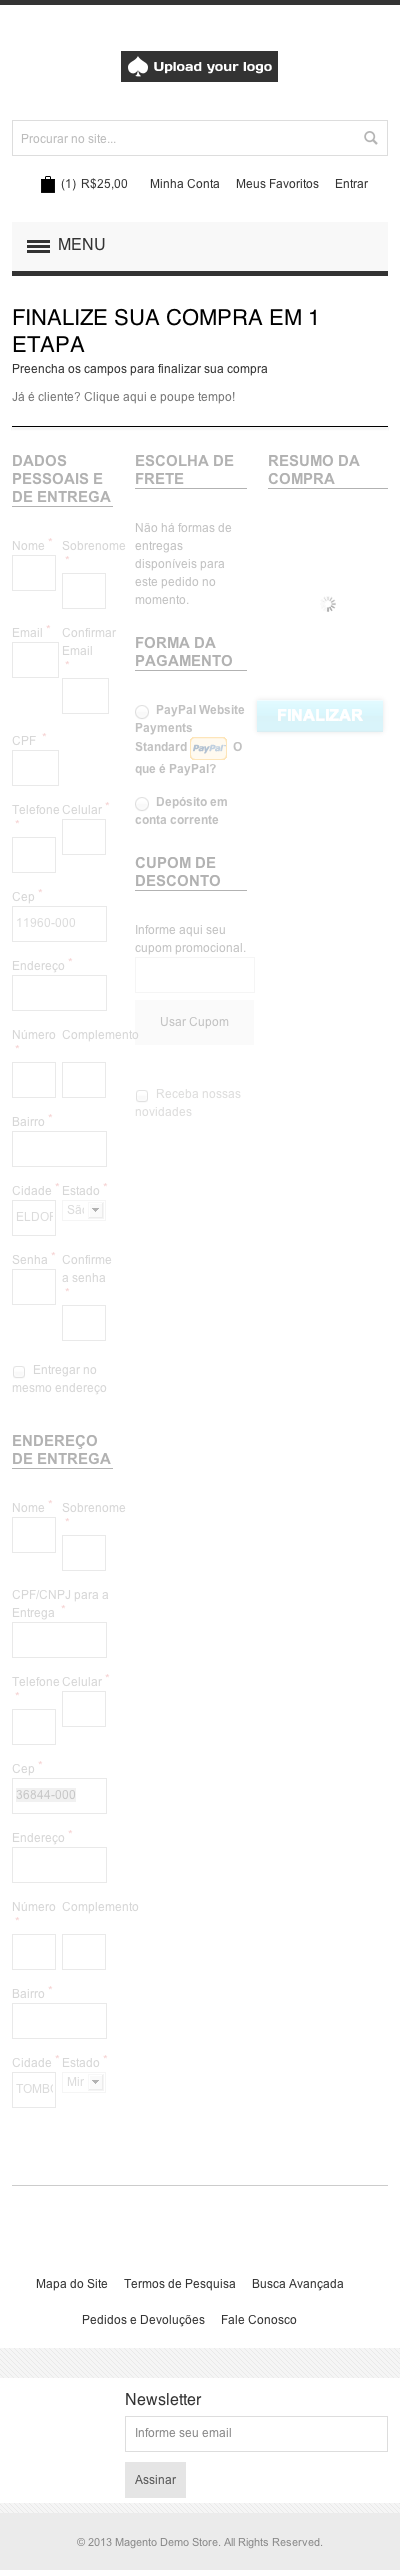 Upload your logo
Procurar no site...
(1) R$25,00 Minha Conta Meus Favoritos Entrar
MENU
FINALIZE SUA COMPRA EM 1
ETAPA
Preencha os campos para finalizar sua compra
Já é cliente? Clique aqui e poupe tempo!
DADOS
PESSOAIS E
DE ENTREGA
Nome * Sobrenome
*
Email * Confirmar
Email
*
CPF *
Telefone Celular *
*
Cep *
11960-000
Endereço *
Número Complemento
*
Bairro *
Cidade * Estado *
ELDOR
Senha * Confirme
a senha
*
Entregar no
mesmo endereço
ENDEREÇO
DE ENTREGA
Nome * Sobrenome
*
CPF/CNPJ para a
Entrega *
Telefone Celular *
*
Cep *
36844-000
Endereço *
Número Complemento
*
Bairro *
Cidade * Estado *
TOMBO Min
ESCOLHA DE
FRETE
Não há formas de
entregas
disponíveis para
este pedido no
momento.
FORMA DA
PAGAMENTO
PayPal Website
Payments
Standard PayPal O
que é PayPal?
Depósito em
conta corrente
CUPOM DE
DESCONTO
Informe aqui seu
cupom promocional.
Usar Cupom
Receba nossas
novidades
RESUMO DA
COMPRA
FINALIZAR
Mapa do Site Termos de Pesquisa Busca Avançada
Pedidos e Devoluções Fale Conosco
Newsletter
Informe seu email
Assinar
© 2013 Magento Demo Store. All Rights Reserved.